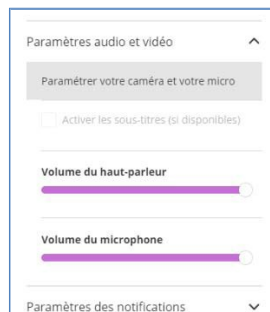 Paramètres audio et vidéo
Paramétrer votre caméra et votre micro
Activer les sous-titres (si disponibles)
Volume du haut-parleur
Volume du microphone
Paramètres des notifications